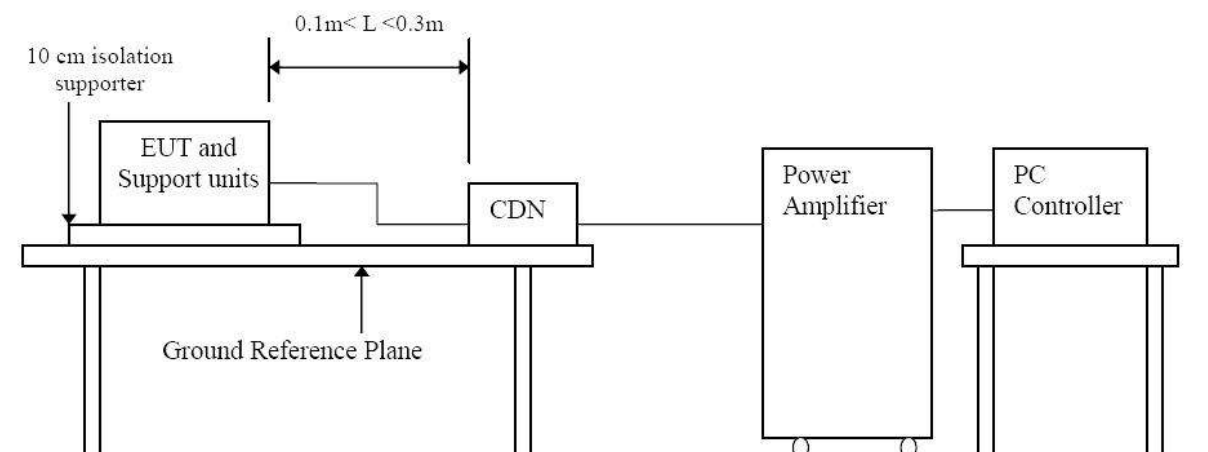 0.1m< L <0.3m
10 cm isolation
supporter
EUT and
Support units
CDN
Power
Amplifier
PC
Controller
Ground Reference Plane